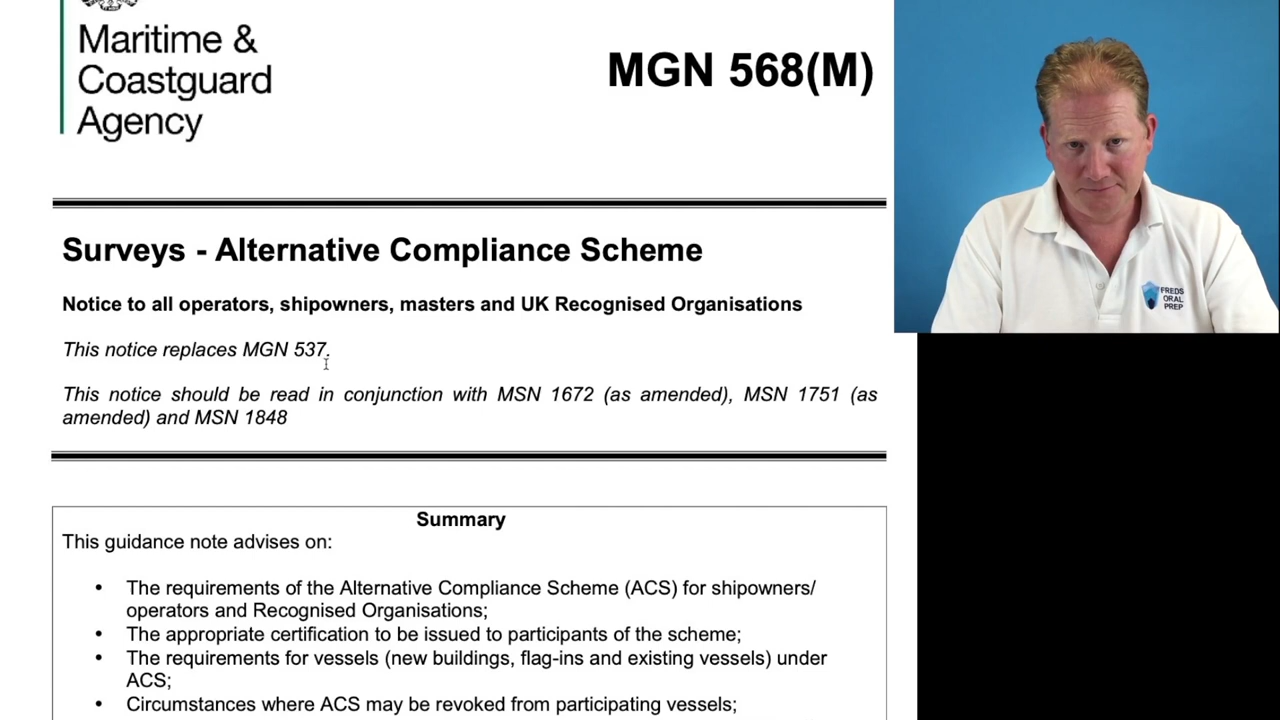 Maritime &
Coastguard
Agency
MGN 568(M)
Surveys - Alternative Compliance Scheme
Notice to all operators, shipowners, masters and UK Recognised Organisations
This notice replaces MGN 537.
This notice should be read in conjunction with MSN 1672 (as amended), MSN 1751 (as
amended) and MSN 1848
Summary
This guidance note advises on:
• The requirements of the Alternative Compliance Scheme (ACS) for shipowners/
operators and Recognised Organisations;
• The appropriate certification to be issued to participants of the scheme;
• The requirements for vessels (new buildings, flag-ins and existing vessels) under
ACS;
• Circumstances where ACS may be revoked from participating vessels;
FREDS
ORAL
PREP